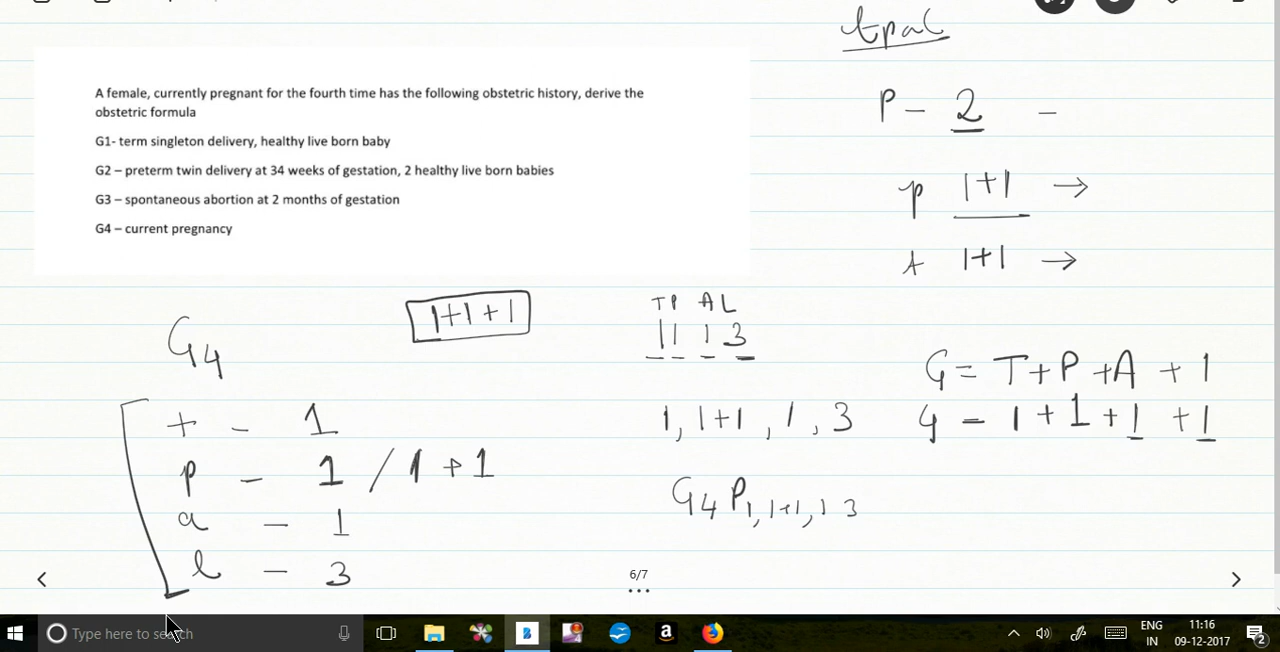 tpal
A female, currently pregnant for the fourth time has the following obstetric history, derive the
obstetric formula
G1- term singleton delivery, healthy live born baby
G2 – preterm twin delivery at 34 weeks of gestation, 2 healthy live born babies
G3 – spontaneous abortion at 2 months of gestation
G4 – current pregnancy
P - 2 -
p 1+1 →
A 1+1 →
G4
1+1+1
TP AL
11 1 3
1, 1+1, 1, 3
G4 P1, 1+1, 1 3
G = T+P+A+1
G = 1+1+1+1
t - 1
p - 1 / 1+1
a - 1
l - 3
6/7
Type here to search
ENG
IN
11:16
09-12-2017
2